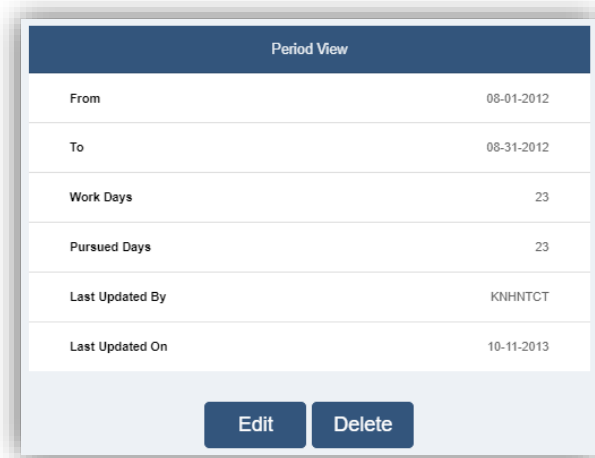 Period View
From 08-01-2012
To 08-31-2012
Work Days 23
Pursued Days 23
Last Updated By KNHNTCT
Last Updated On 10-11-2013
Edit Delete